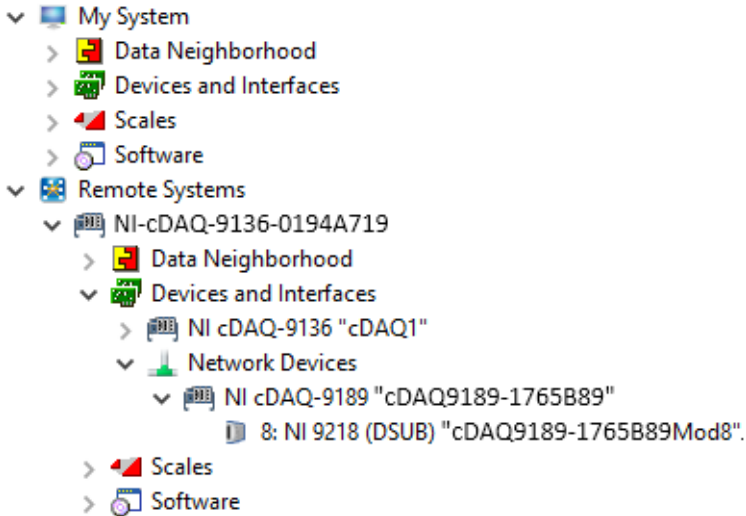 My System
Data Neighborhood
Devices and Interfaces
Scales
Software
Remote Systems
NI-cDAQ-9136-0194A719
Data Neighborhood
Devices and Interfaces
NI cDAQ-9136 "cDAQ1"
Network Devices
NI cDAQ-9189 "cDAQ9189-1765B89"
8: NI 9218 (DSUB) "cDAQ9189-1765B89Mod8".
Scales
Software